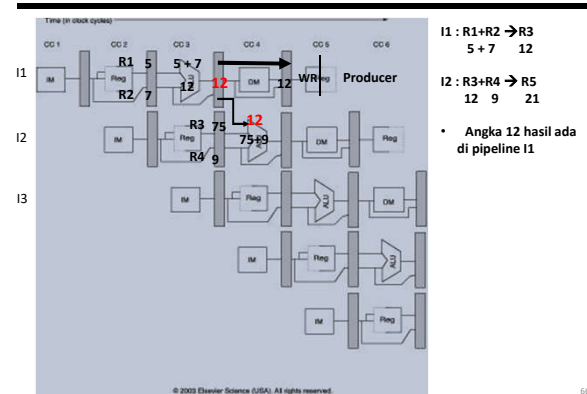 Time (in clock cycles)
CC 1 CC 2 CC 3 CC 4 CC 5 CC 6
I1 IM R1 5 Reg R2 7 5 + 7 ALU 12 12 DM 12 WR Reg Producer
I2 IM R3 75 Reg R4 9 12 75+9 DM Reg
I3 IM Reg ALU DM
IM Reg ALU
IM Reg
© 2003 Elsevier Science (USA). All rights reserved.
I1 : R1+R2 → R3
5 + 7 12
I2 : R3+R4 → R5
12 9 21
• Angka 12 hasil ada
di pipeline I1